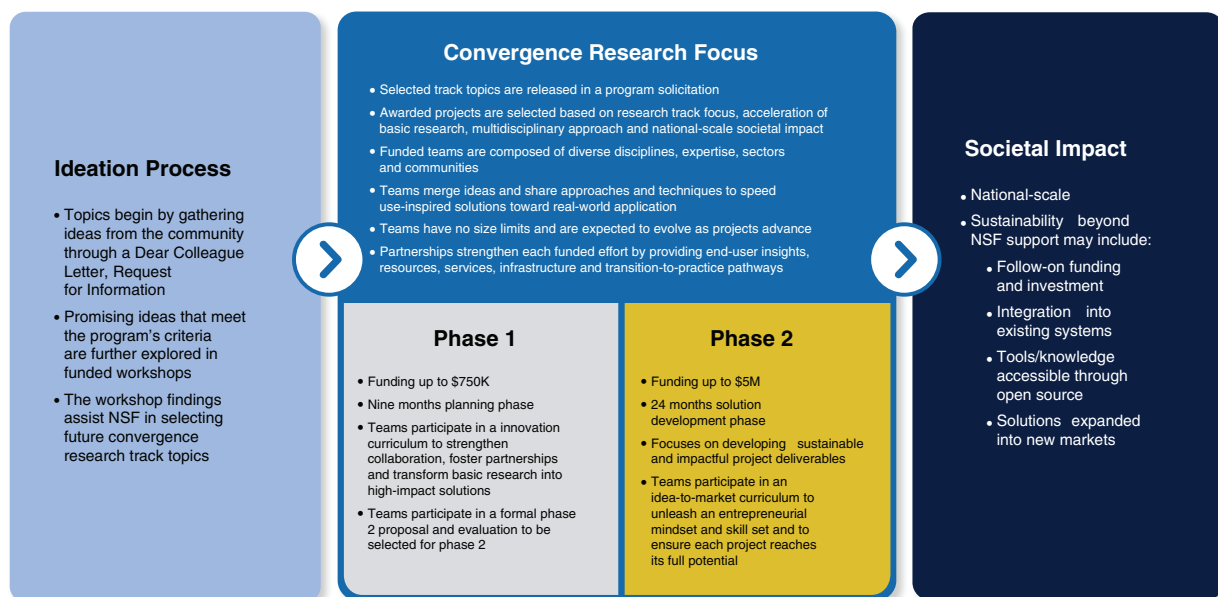 Ideation Process
• Topics begin by gathering
ideas from the community
through a Dear Colleague
Letter, Request
for Information
• Promising ideas that meet
the program's criteria
are further explored in
funded workshops
• The workshop findings
assist NSF in selecting
future convergence
research track topics
Convergence Research Focus
• Selected track topics are released in a program solicitation
• Awarded projects are selected based on research track focus, acceleration of
basic research, multidisciplinary approach and national-scale societal impact
• Funded teams are composed of diverse disciplines, expertise, sectors
and communities
• Teams merge ideas and share approaches and techniques to speed
use-inspired solutions toward real-world application
• Teams have no size limits and are expected to evolve as projects advance
• Partnerships strengthen each funded effort by providing end-user insights,
resources, services, infrastructure and transition-to-practice pathways
Phase 1
• Funding up to $750K
• Nine months planning phase
• Teams participate in a innovation
curriculum to strengthen
collaboration, foster partnerships
and transform basic research into
high-impact solutions
• Teams participate in a formal phase
2 proposal and evaluation to be
selected for phase 2
Phase 2
• Funding up to $5M
• 24 months solution
development phase
• Focuses on developing sustainable
and impactful project deliverables
• Teams participate in an
idea-to-market curriculum to
unleash an entrepreneurial
mindset and skill set and to
ensure each project reaches
its full potential
Societal Impact
• National-scale
• Sustainability beyond
NSF support may include:
• Follow-on funding
and investment
• Integration into
existing systems
• Tools/knowledge
accessible through
open source
• Solutions expanded
into new markets